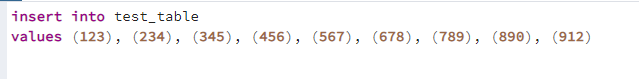 insert into test_table
values (123), (234), (345), (456), (567), (678), (789), (890), (912)